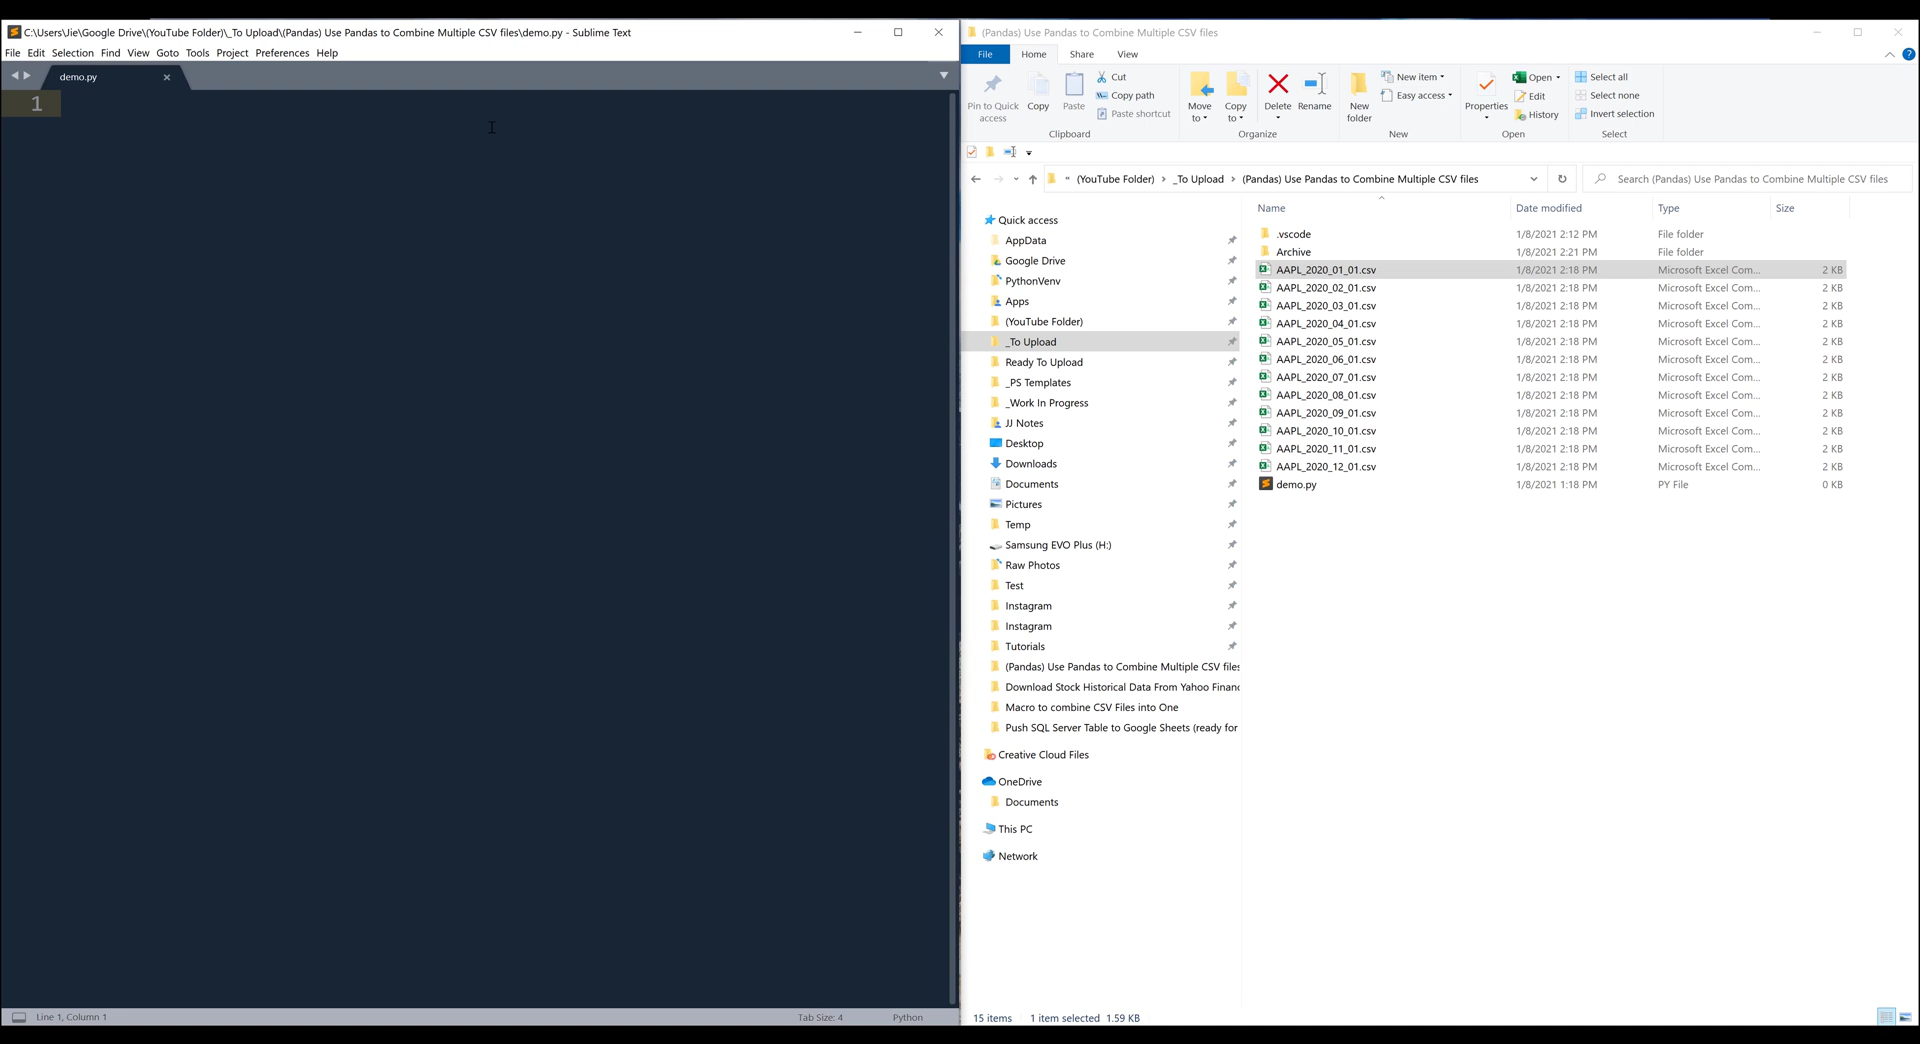 C:\Users\Jie\Google Drive\(YouTube Folder)\_To Upload\(Pandas) Use Pandas to Combine Multiple CSV files\demo.py - Sublime Text
File Edit Selection Find View Goto Tools Project Preferences Help
demo.py
1
Line 1, Column 1
Tab Size: 4
Python
(Pandas) Use Pandas to Combine Multiple CSV files
File Home Share View
Pin to Quick access
Copy
Paste
Cut
Copy path
Paste shortcut
Clipboard
Move to
Copy to
Delete
Rename
Organize
New folder
New item
Easy access
New
Properties
Open
Edit
History
Open
Select all
Select none
Invert selection
Select
« (YouTube Folder) > _To Upload > (Pandas) Use Pandas to Combine Multiple CSV files
Search (Pandas) Use Pandas to Combine Multiple CSV files
Quick access
AppData
Google Drive
PythonVenv
Apps
(YouTube Folder)
_To Upload
Ready To Upload
_PS Templates
_Work In Progress
JJ Notes
Desktop
Downloads
Documents
Pictures
Temp
Samsung EVO Plus (H:)
Raw Photos
Test
Instagram
Instagram
Tutorials
(Pandas) Use Pandas to Combine Multiple CSV files
Download Stock Historical Data From Yahoo Financ
Macro to combine CSV Files into One
Push SQL Server Table to Google Sheets (ready for
Creative Cloud Files
OneDrive
Documents
This PC
Network
Name Date modified Type Size
.vscode 1/8/2021 2:12 PM File folder
Archive 1/8/2021 2:21 PM File folder
AAPL_2020_01_01.csv 1/8/2021 2:18 PM Microsoft Excel Com... 2 KB
AAPL_2020_02_01.csv 1/8/2021 2:18 PM Microsoft Excel Com... 2 KB
AAPL_2020_03_01.csv 1/8/2021 2:18 PM Microsoft Excel Com... 2 KB
AAPL_2020_04_01.csv 1/8/2021 2:18 PM Microsoft Excel Com... 2 KB
AAPL_2020_05_01.csv 1/8/2021 2:18 PM Microsoft Excel Com... 2 KB
AAPL_2020_06_01.csv 1/8/2021 2:18 PM Microsoft Excel Com... 2 KB
AAPL_2020_07_01.csv 1/8/2021 2:18 PM Microsoft Excel Com... 2 KB
AAPL_2020_08_01.csv 1/8/2021 2:18 PM Microsoft Excel Com... 2 KB
AAPL_2020_09_01.csv 1/8/2021 2:18 PM Microsoft Excel Com... 2 KB
AAPL_2020_10_01.csv 1/8/2021 2:18 PM Microsoft Excel Com... 2 KB
AAPL_2020_11_01.csv 1/8/2021 2:18 PM Microsoft Excel Com... 2 KB
AAPL_2020_12_01.csv 1/8/2021 2:18 PM Microsoft Excel Com... 2 KB
demo.py 1/8/2021 1:18 PM PY File 0 KB
15 items 1 item selected 1.59 KB